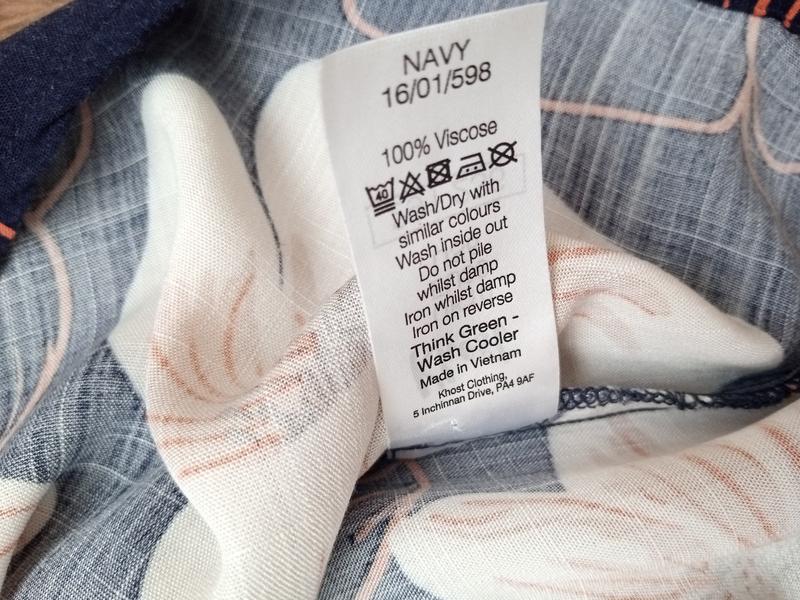 NAVY
16/01/598
100% Viscose
40
Wash/Dry with
similar colours
Wash inside out
Do not pile
whilst damp
Iron whilst damp
Iron on reverse
Think Green -
Wash Cooler
Made in Vietnam
Khost Clothing,
5 Inchinnan Drive, PA4 9AF